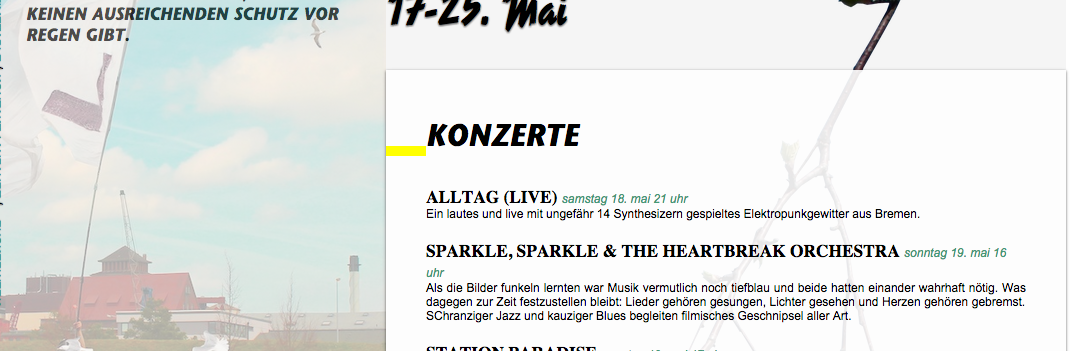 KEINEN AUSREICHENDEN SCHUTZ VOR
REGEN GIBT.
17-25. Mai
KONZERTE
ALLTAG (LIVE) samstag 18. mai 21 uhr
Ein lautes und live mit ungefähr 14 Synthesizern gespieltes Elektropunkgewitter aus Bremen.
SPARKLE, SPARKLE & THE HEARTBREAK ORCHESTRA sonntag 19. mai 16
uhr
Als die Bilder funkeln lernten war Musik vermutlich noch tiefblau und beide hatten einander wahrhaft nötig. Was
dagegen zur Zeit festzustellen bleibt: Lieder gehören gesungen, Lichter gesehen und Herzen gehören gebremst.
SChranziger Jazz und kauziger Blues begleiten filmisches Geschnipsel aller Art.
STATION PARADISE